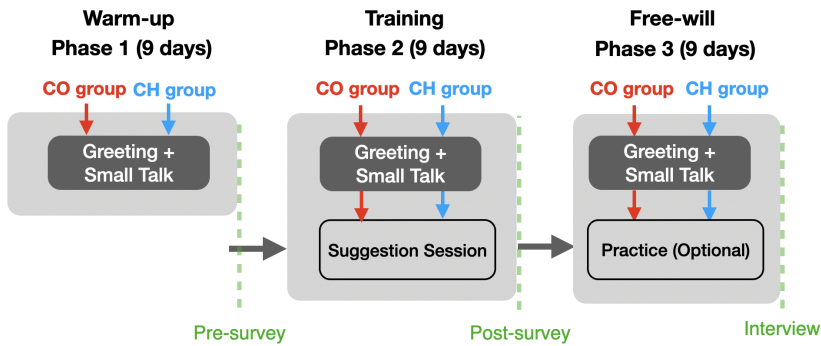 Warm-up
Phase 1 (9 days)
CO group CH group
Greeting +
Small Talk
Pre-survey
Training
Phase 2 (9 days)
CO group CH group
Greeting +
Small Talk
Suggestion Session
Post-survey
Free-will
Phase 3 (9 days)
CO group CH group
Greeting +
Small Talk
Practice (Optional)
Interview